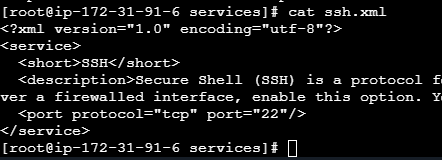 [root@ip-172-31-91-6 services]# cat ssh.xml
<?xml version="1.0" encoding="utf-8"?>
<service>
  <short>SSH</short>
  <description>Secure Shell (SSH) is a protocol f
ver a firewalled interface, enable this option. Y
  <port protocol="tcp" port="22"/>
</service>
[root@ip-172-31-91-6 services]#